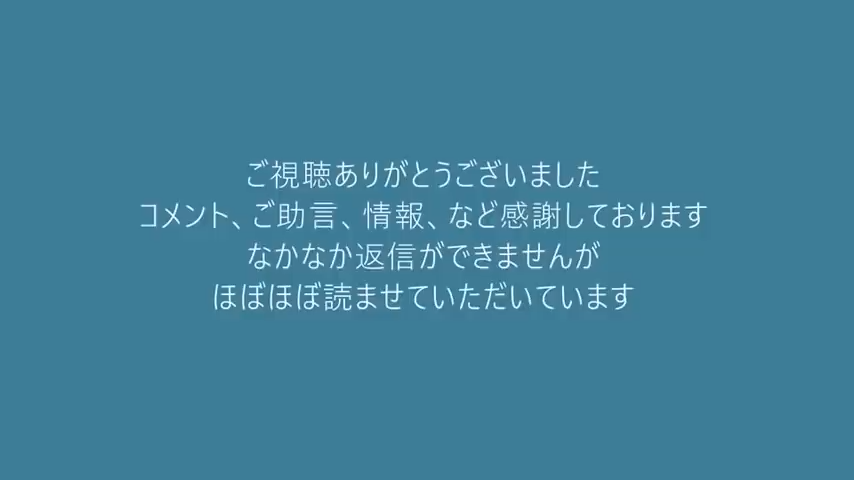 ご視聴ありがとうございました
コメント、ご助言、情報、など感謝しております
なかなか返信ができませんが
ほぼほぼ読ませていただいています